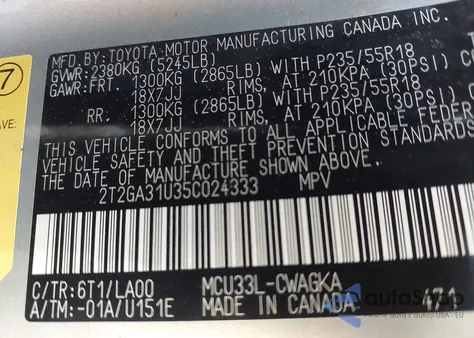 MFD.BY:TOYOTA MOTOR MANUFACTURING CANADA INC.
GVWR:2380KG (5245LB)
GAWR:FRT. 1300KG (2865LB) WITH P235/55R18
18X7JJ RIMS, AT 210KPA (30PSI) COLD
RR. 1300KG (2865LB) WITH P235/55R18
18X7JJ RIMS, AT 210KPA (30PSI)
THIS VEHICLE CONFORMS TO ALL APPLICABLE FEDER
VEHICLE SAFETY AND THEFT PREVENTION STANDARDS
THE DATE OF MANUFACTURE SHOWN ABOVE.
2T2GA31U35C024333 MPV
7
AVE:
C/TR:6T1/LA00 MCU33L-CWAGKA
A/TM:-01A/U151E MADE IN CANADA